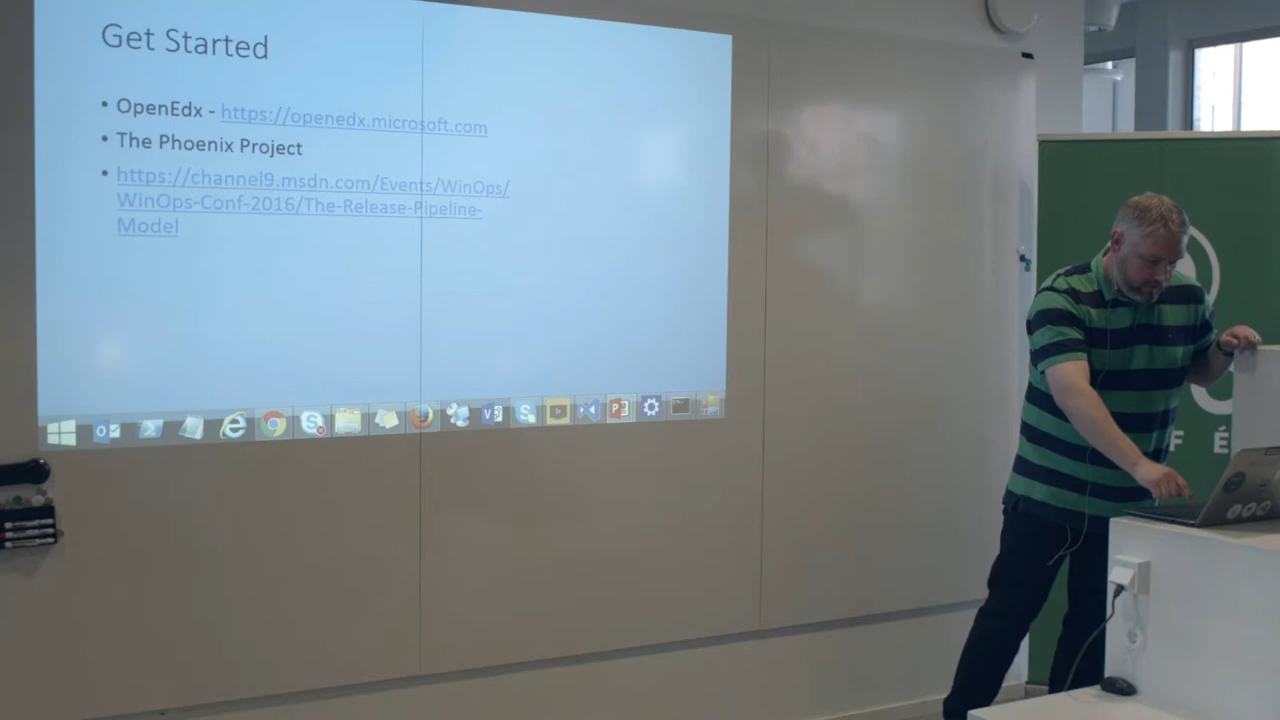 Get Started
• OpenEdx - https://openedx.microsoft.com
• The Phoenix Project
• https://channel9.msdn.com/Events/WinOps/
WinOps-Conf-2016/The-Release-Pipeline-
Model
F É